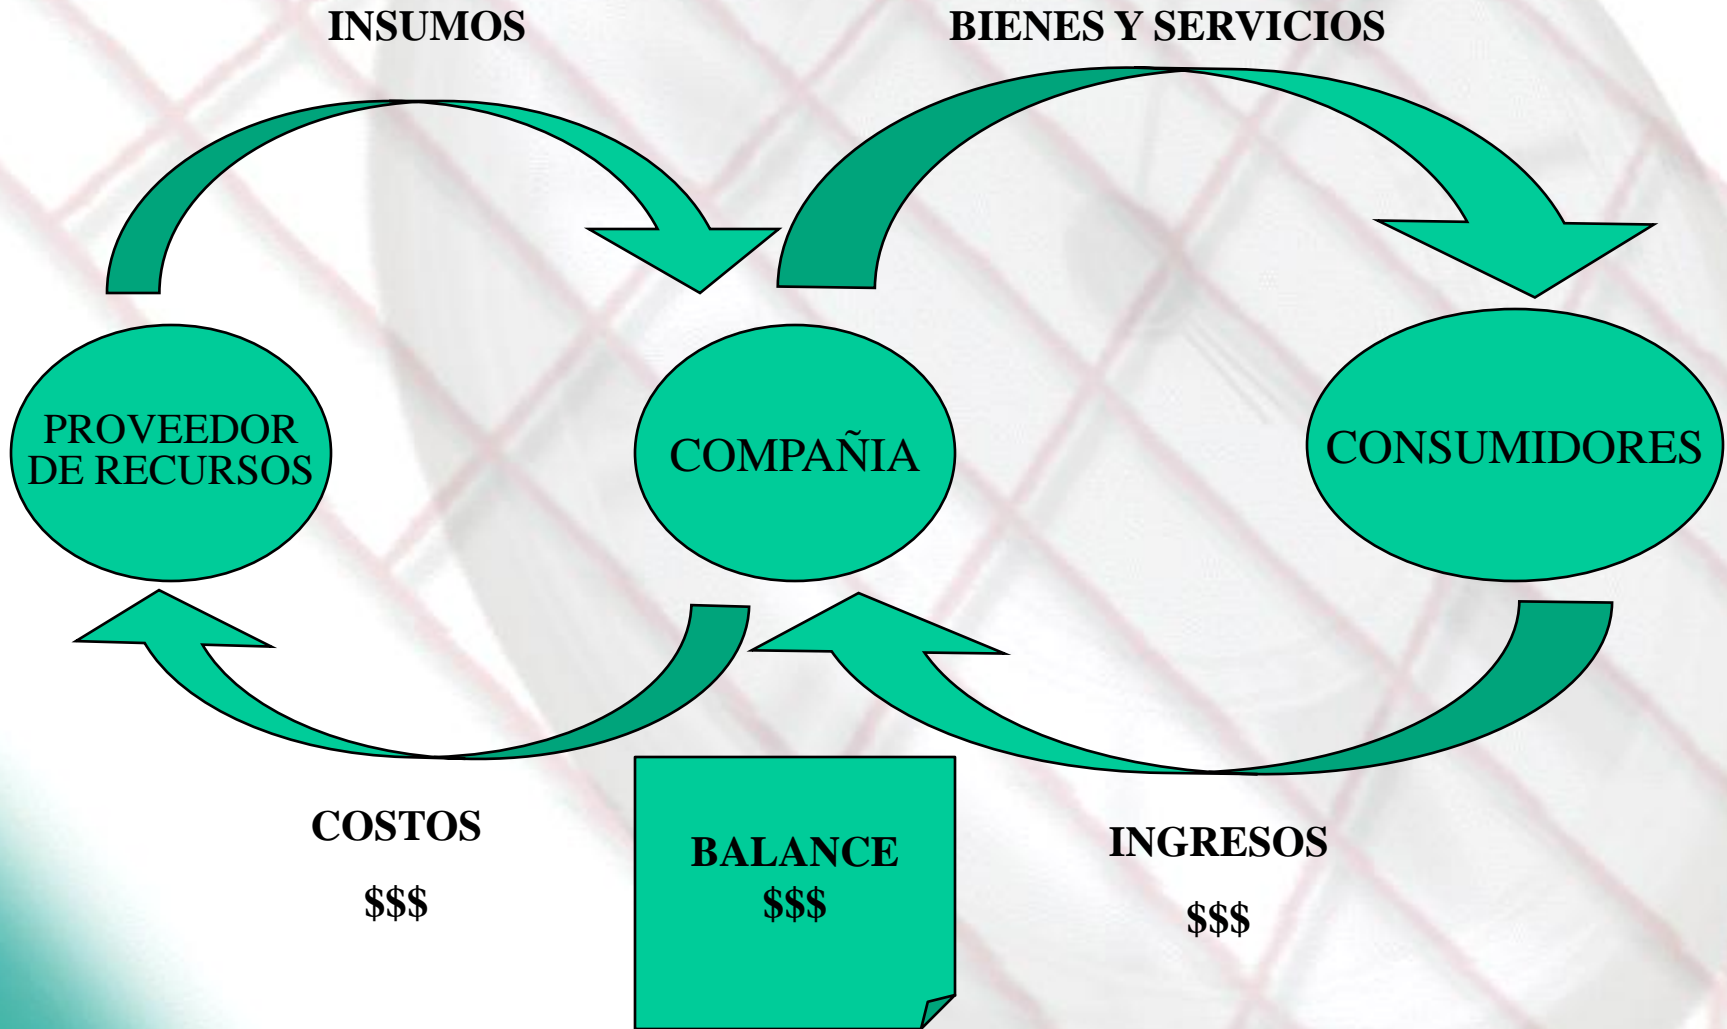 INSUMOS
BIENES Y SERVICIOS
PROVEEDOR
DE RECURSOS
COMPAÑIA
CONSUMIDORES
COSTOS
$$$
BALANCE
$$$
INGRESOS
$$$